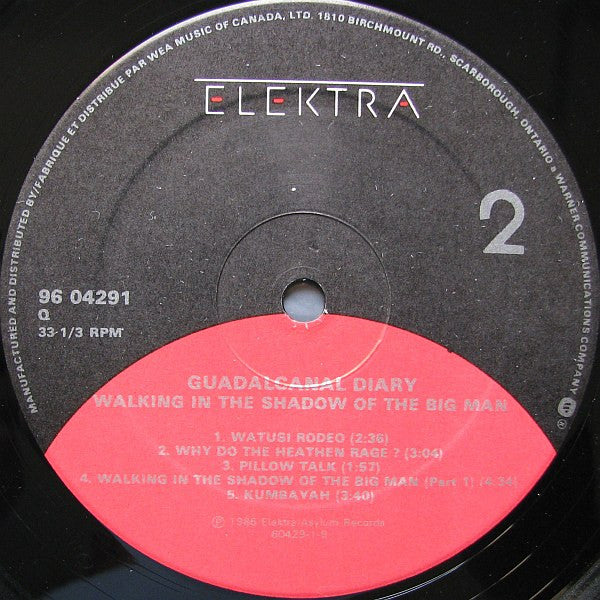 MANUFACTURED AND DISTRIBUTED BY/FABRIQUE ET DISTRIBUE PAR WEA MUSIC OF CANADA, LTD. 1810 BIRCHMOUNT RD., SCARBOROUGH, ONTARIO a WARNER COMMUNICATIONS COMPANY
ELEKTRA
2
96 04291
Q
33-1/3 RPM
GUADALCANAL DIARY
WALKING IN THE SHADOW OF THE BIG MAN
1. WATUSI RODEO (2:36)
2. WHY DO THE HEATHEN RAGE ? (3:04)
3. PILLOW TALK (1:57)
4. WALKING IN THE SHADOW OF THE BIG MAN (Part 1) (4:34)
5. KUMBAYAH (3:40)
℗ 1985 Elektra/Asylum Records
60429-1-B